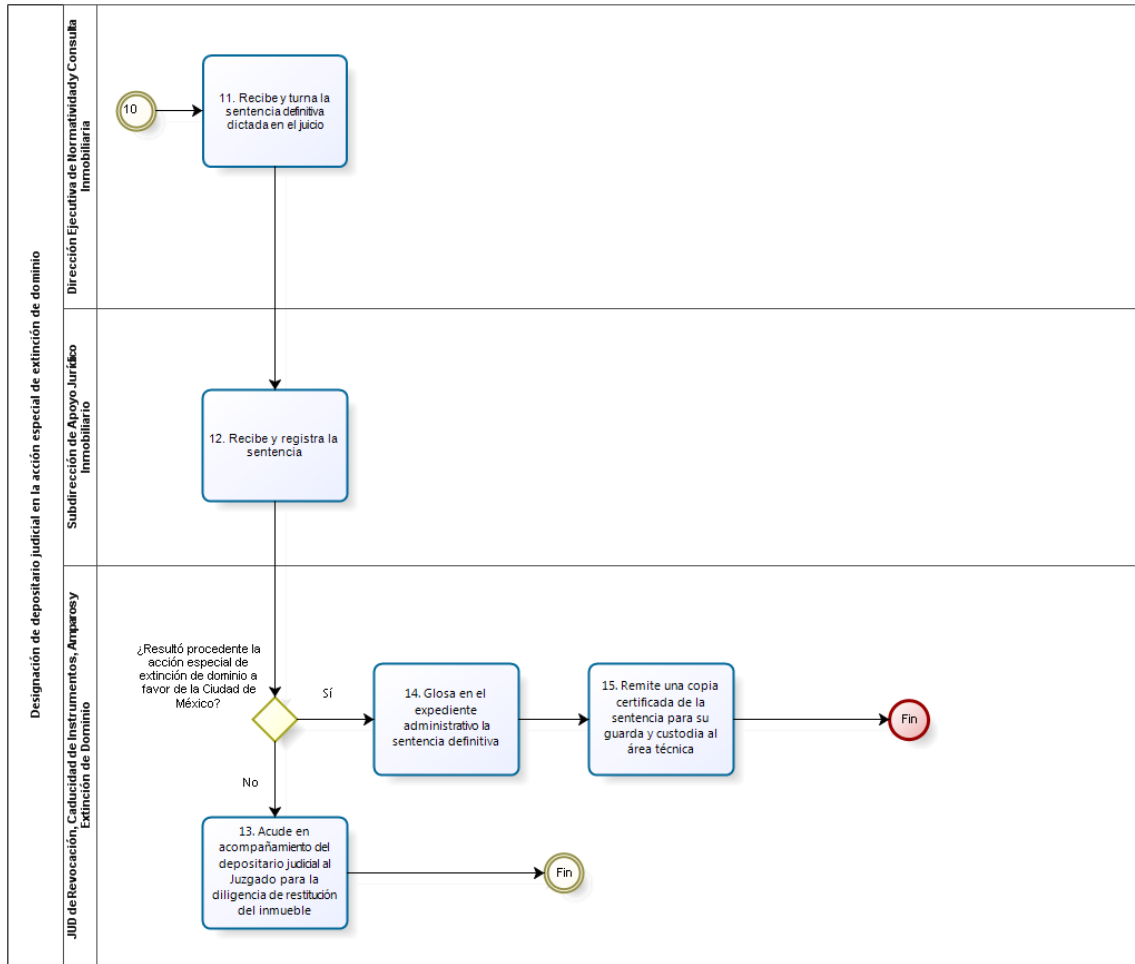 Designación de depositario judicial en la acción especial de extinción de dominio
Dirección Ejecutiva de Normatividad y Consulta
Inmobiliaria
10
11. Recibe y turna la
sentencia definitiva
dictada en el juicio
Subdirección de Apoyo Jurídico
Inmobiliario
12. Recibe y registra la
sentencia
JUD de Revocación, Caducidad de Instrumentos, Amparos y
Extinción de Dominio
¿Resultó procedente la
acción especial de
extinción de dominio a
favor de la Ciudad de
México?
Sí
14. Glosa en el
expediente
administrativo la
sentencia definitiva
15. Remite una copia
certificada de la
sentencia para su
guarda y custodia al
área técnica
Fin
No
13. Acude en
acompañamiento del
depositario judicial al
Juzgado para la
diligencia de restitución
del inmueble
Fin